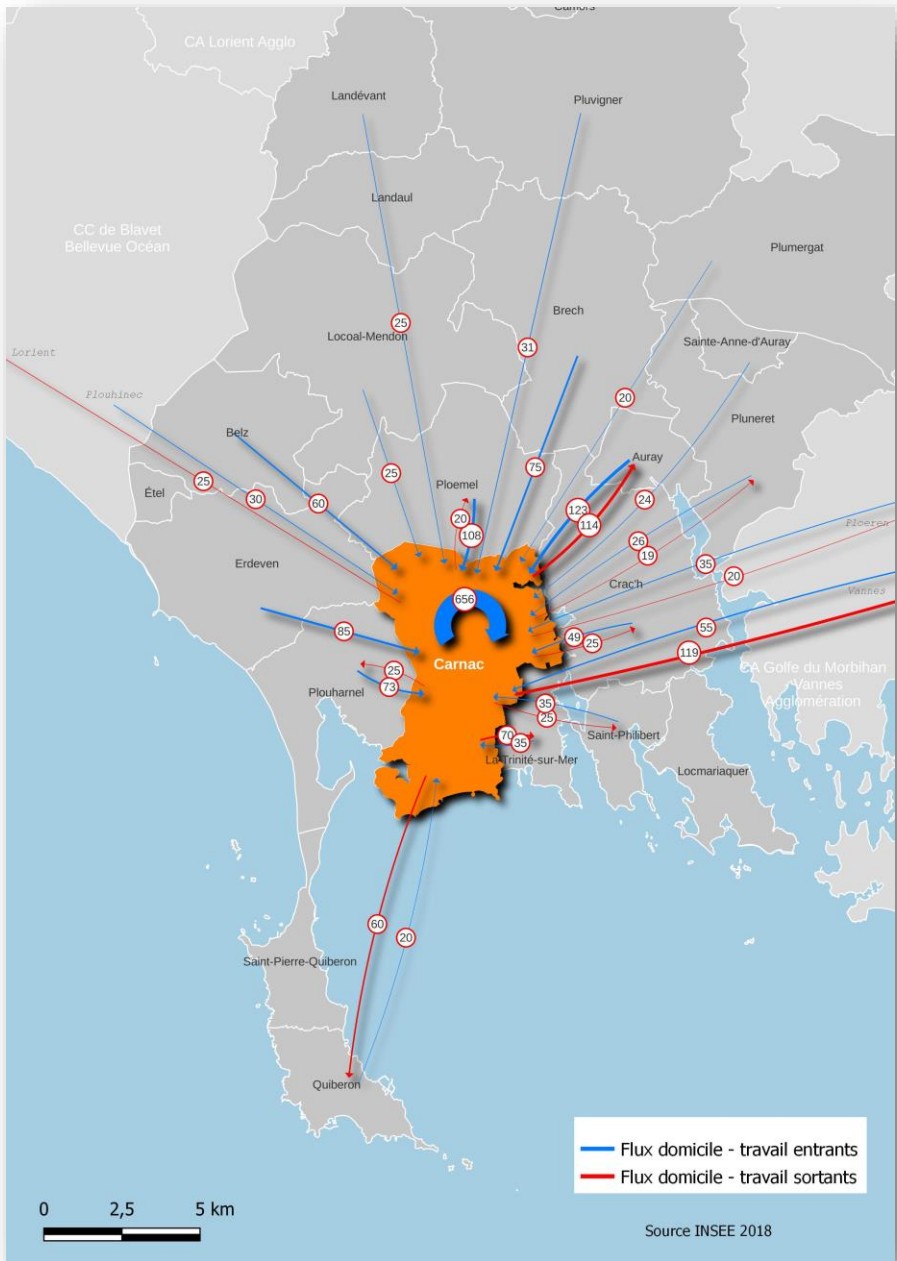 Camors
CA Lorient Agglo
Landévant
Pluvigner
Landaul
CC de Blavet
Bellevue Océan
Plumergat
Brech
25
Locoal-Mendon
31
Sainte-Anne-d'Auray
Lorient
Plouhinec
20
Pluneret
Belz
Auray
75
25
Ploemel
25
Étel
30
60
24
123
114
20
108
Ploeren
26
19
35
20
Erdeven
Crac'h
Vannes
656
55
85
49
25
119
Carnac
CA Golfe du Morbihan
Vannes
Agglomération
25
73
Plouharnel
35
25
Saint-Philibert
70
35
La Trinité-sur-Mer
Locmariaquer
60
20
Saint-Pierre-Quiberon
Quiberon
Flux domicile - travail entrants
Flux domicile - travail sortants
0 2,5 5 km
Source INSEE 2018